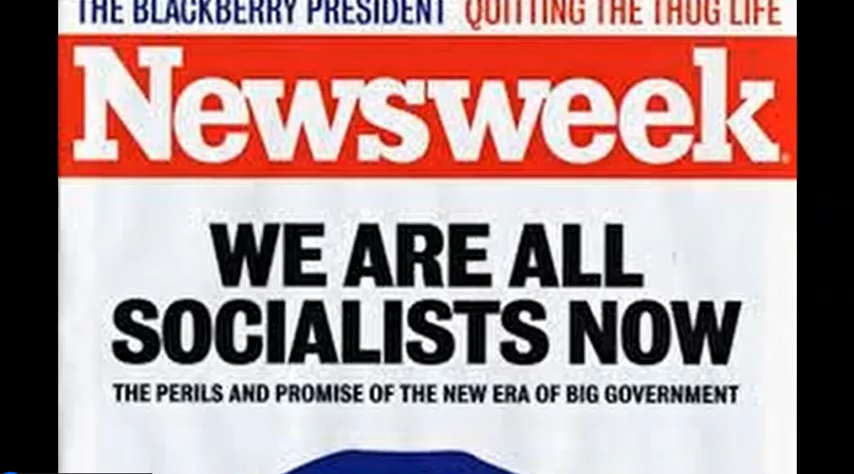 THE BLACKBERRY PRESIDENT QUITTING THE THUG LIFE
Newsweek
WE ARE ALL
SOCIALISTS NOW
THE PERILS AND PROMISE OF THE NEW ERA OF BIG GOVERNMENT